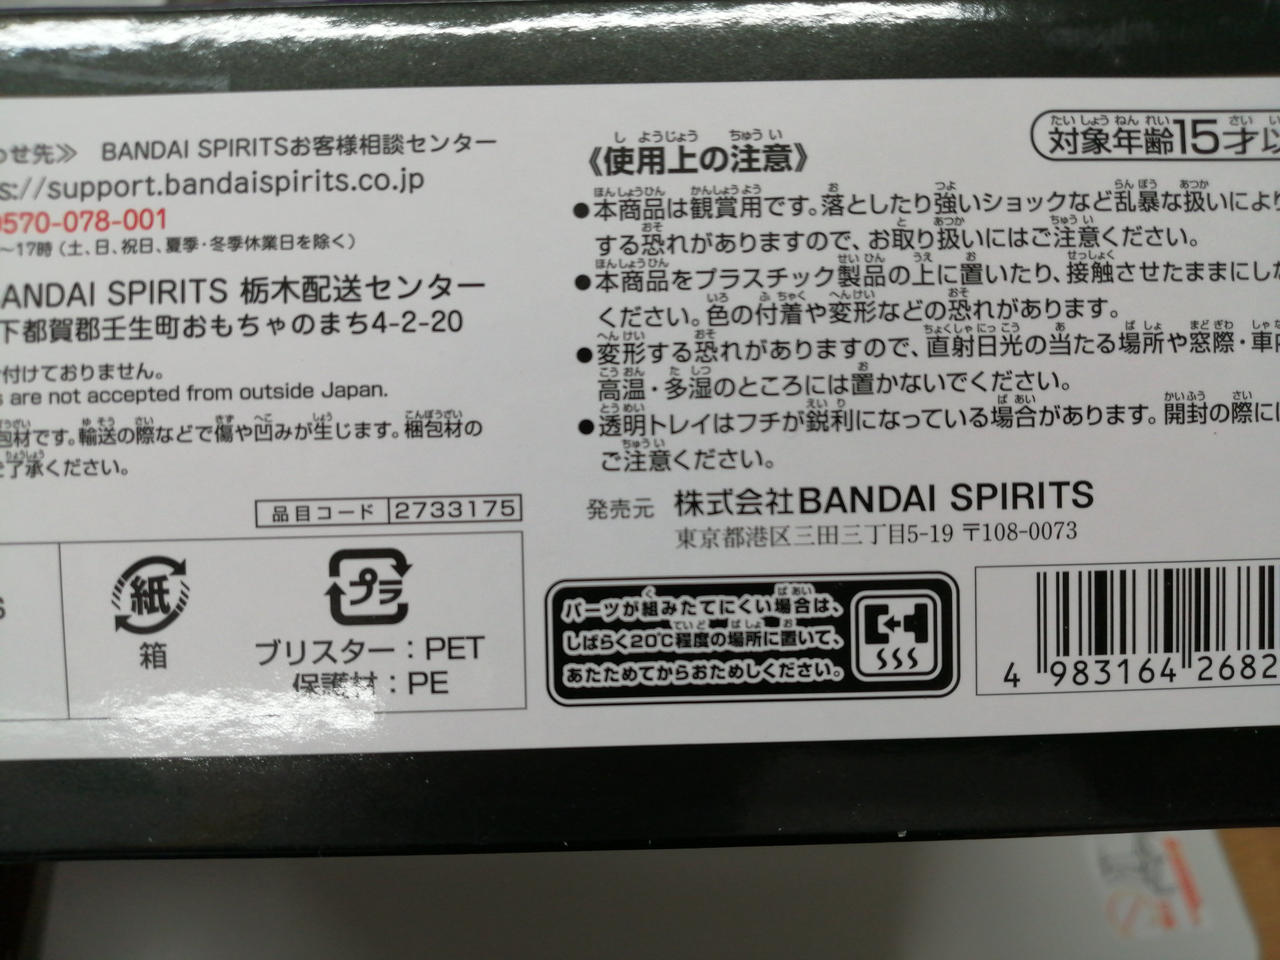 わせ先≫ BANDAI SPIRITSお客様相談センター
s://support.bandaispirits.co.jp
0570-078-001
～17時（土、日、祝日、夏季・冬季休業日を除く）
BANDAI SPIRITS 栃木配送センター
下都賀郡壬生町おもちゃのまち4-2-20
付けておりません。
s are not accepted from outside Japan.
包材です。輸送の際などで傷や凹みが生じます。梱包材の
了承ください。
品目コード 2733175
紙
箱
プラ
ブリスター：PET
保護材：PE
対象年齢15才以
《使用上の注意》
●本商品は観賞用です。落としたり強いショックなど乱暴な扱いにより
する恐れがありますので、お取り扱いにはご注意ください。
●本商品をプラスチック製品の上に置いたり、接触させたままにした
ください。色の付着や変形などの恐れがあります。
●変形する恐れがありますので、直射日光の当たる場所や窓際・車内
高温・多湿のところには置かないでください。
●透明トレイはフチが鋭利になっている場合があります。開封の際には
ご注意ください。
発売元 株式会社BANDAI SPIRITS
東京都港区三田三丁目5-19 〒108-0073
パーツが組みたてにくい場合は、
しばらく20℃程度の場所に置いて、
あたためてからおためしください。
4 983164 2682